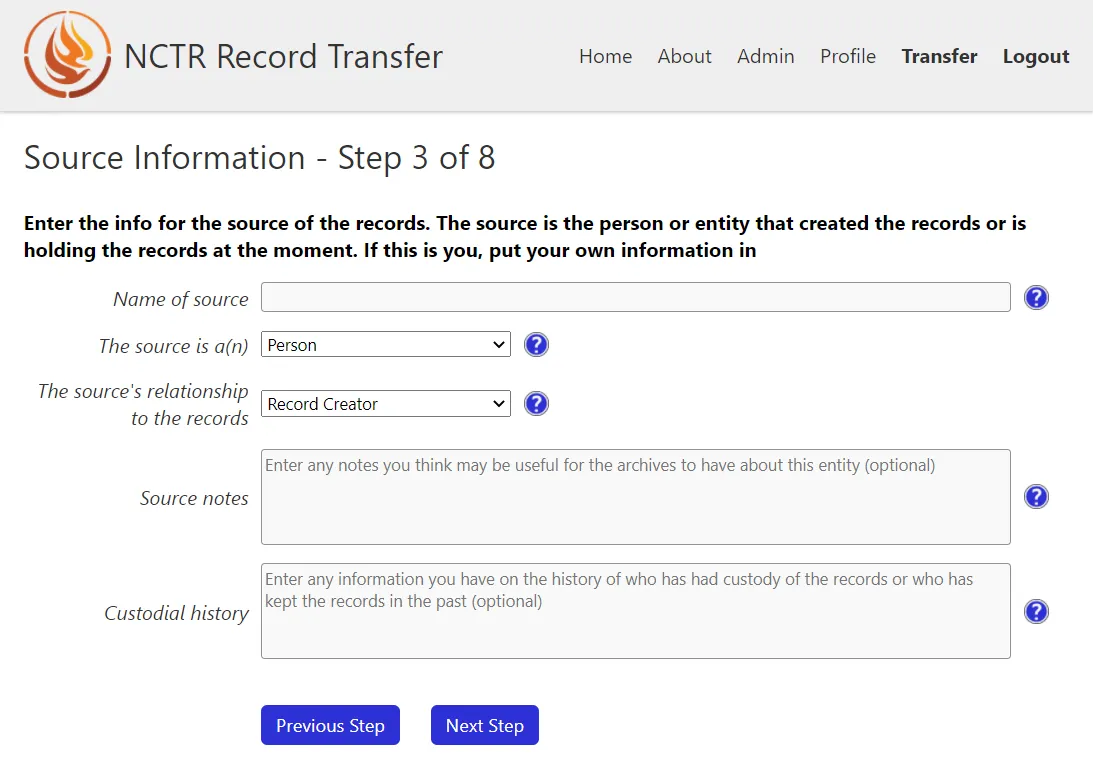 NCTR Record Transfer
Home About Admin Profile Transfer Logout
Source Information - Step 3 of 8
Enter the info for the source of the records. The source is the person or entity that created the records or is
holding the records at the moment. If this is you, put your own information in
Name of source
?
The source is a(n)
Person
?
The source's relationship
to the records
Record Creator
?
Source notes
Enter any notes you think may be useful for the archives to have about this entity (optional)
?
Custodial history
Enter any information you have on the history of who has had custody of the records or who has
kept the records in the past (optional)
?
Previous Step
Next Step